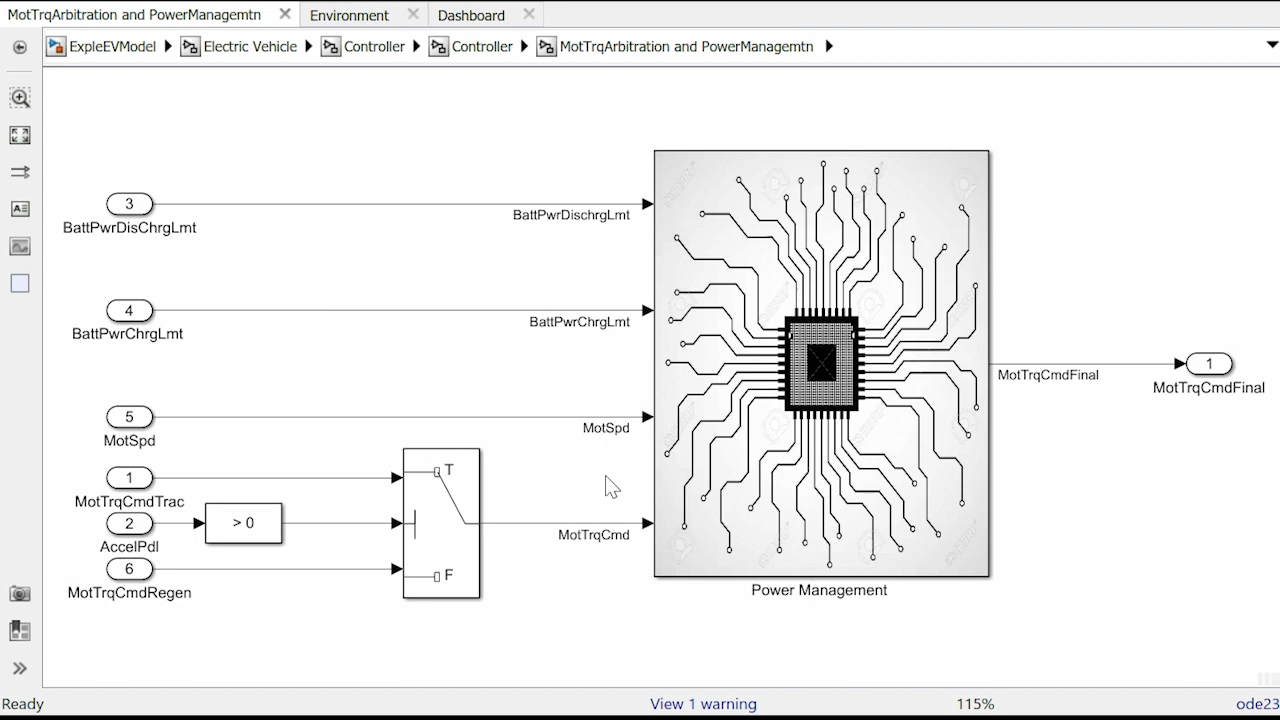 MotTrqArbitration and PowerManagemtn
Environment
Dashboard
ExpleEVModel
Electric Vehicle
Controller
Controller
MotTrqArbitration and PowerManagemtn
3
BattPwrDisChrgLmt
BattPwrDischrgLmt
4
BattPwrChrgLmt
BattPwrChrgLmt
5
MotSpd
MotSpd
1
MotTrqCmdTrac
2
AccelPdl
> 0
6
MotTrqCmdRegen
T
F
MotTrqCmd
Power Management
MotTrqCmdFinal
1
MotTrqCmdFinal
Ready
View 1 warning
115%
ode23